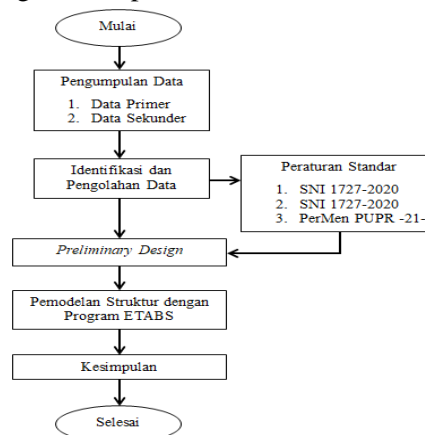 Mulai
Pengumpulan Data
1. Data Primer
2. Data Sekunder
Identifikasi dan
Pengolahan Data
Peraturan Standar
1. SNI 1727-2020
2. SNI 1727-2020
3. PerMen PUPR -21-
Preliminary Design
Pemodelan Struktur dengan
Program ETABS
Kesimpulan
Selesai